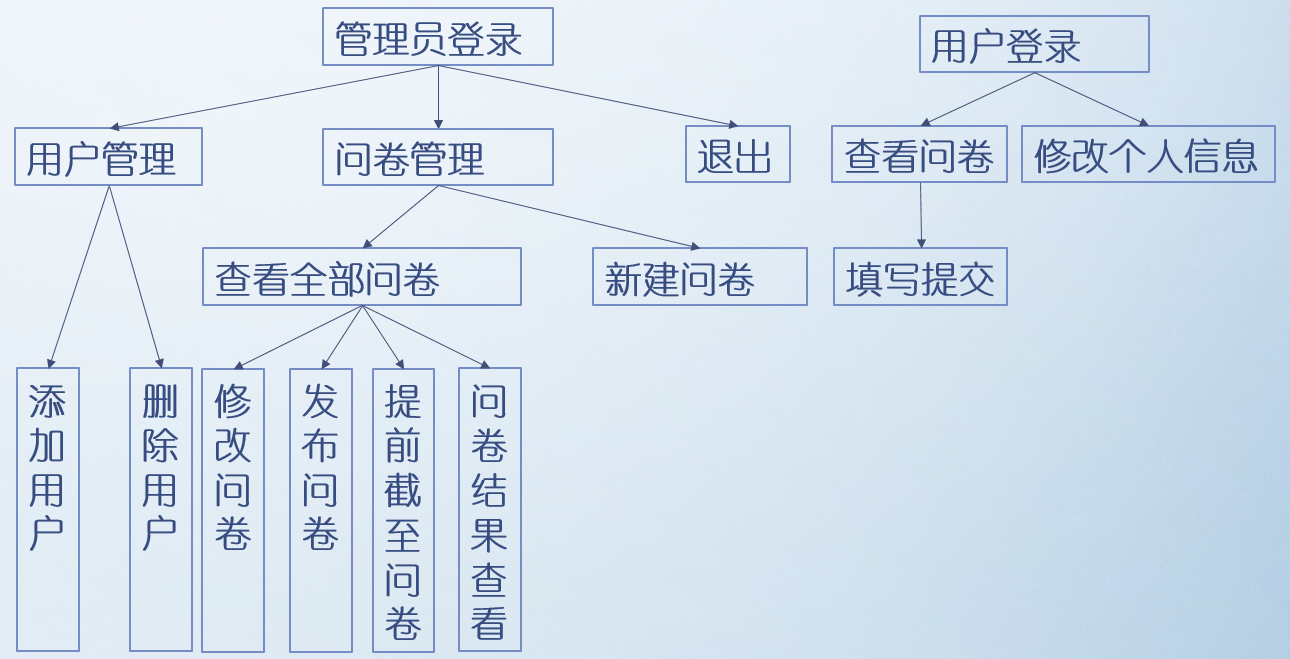 管理员登录
用户登录
用户管理
问卷管理
退出
查看问卷
修改个人信息
查看全部问卷
新建问卷
填写提交
添加用户
删除用户
修改问卷
发布问卷
提前截至问卷
问卷结果查看